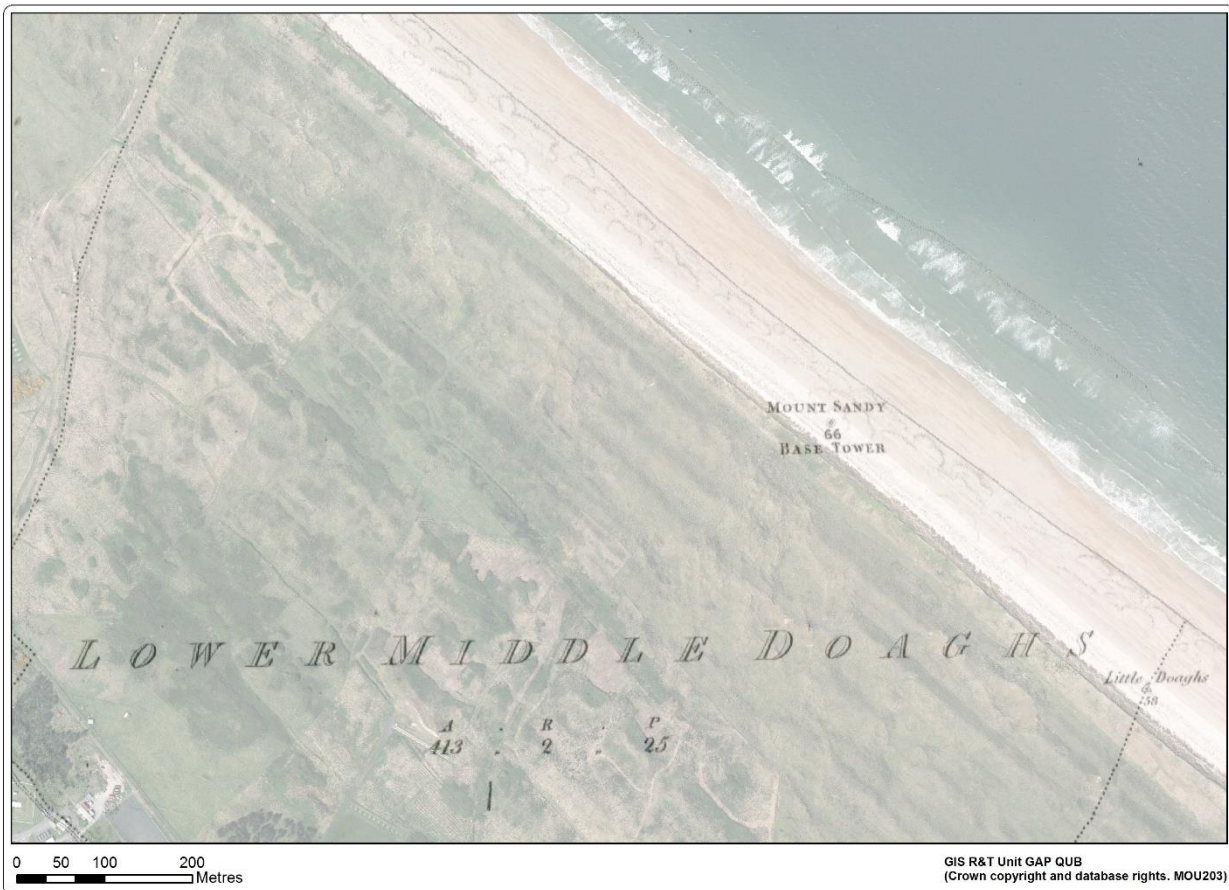 MOUNT SANDY
66
BASE TOWER
LOWER MIDDLE DOAGHS
Little Doaghs
58
A . R . P
413 . 2 . 25
0 50 100 200
Metres
GIS R&T Unit GAP QUB
(Crown copyright and database rights. MOU203)